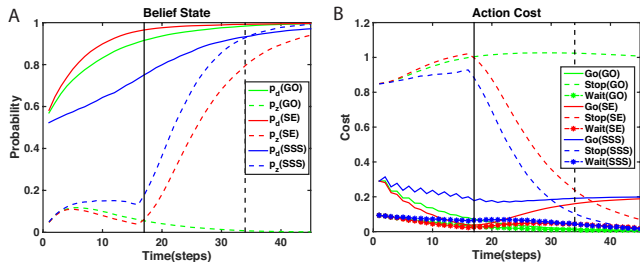 A
Belief State
Probability
1
0.8
0.6
0.4
0.2
0
0
10
20
30
40
Time(steps)
p_d(GO)
p_z(GO)
p_d(SE)
p_z(SE)
p_d(SSS)
p_z(SSS)
B
Action Cost
Cost
1.2
1
0.8
0.6
0.4
0.2
0
0
10
20
30
40
Time(steps)
Go(GO)
Stop(GO)
Wait(GO)
Go(SE)
Stop(SE)
Wait(SE)
Go(SSS)
Stop(SSS)
Wait(SSS)